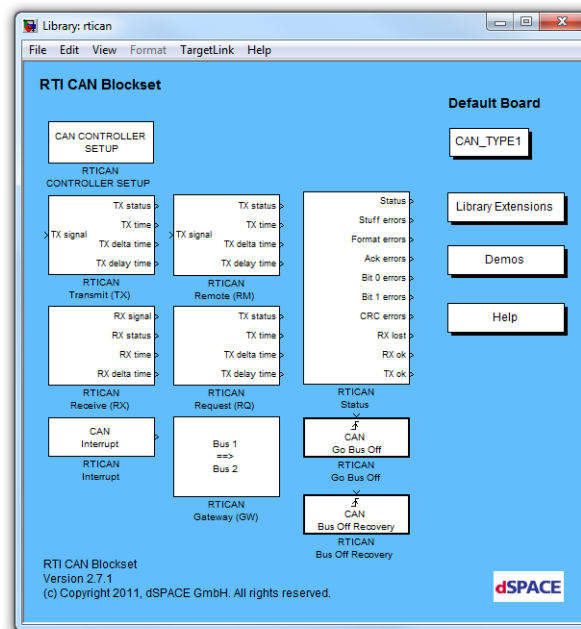 Library: rtican
File Edit View Format TargetLink Help
RTI CAN Blockset
Default Board
CAN CONTROLLER
SETUP
RTICAN
CONTROLLER SETUP
CAN_TYPE1
Library Extensions
Demos
Help
TX signal
TX status
TX time
TX delta time
TX delay time
RTICAN
Transmit (TX)
TX signal
TX status
TX time
TX delta time
TX delay time
RTICAN
Remote (RM)
Status
Stuff errors
Format errors
Ack errors
Bit 0 errors
Bit 1 errors
CRC errors
RX lost
RX ok
TX ok
RTICAN
Status
RX signal
RX status
RX time
RX delta time
RTICAN
Receive (RX)
TX status
TX time
TX delta time
TX delay time
RTICAN
Request (RQ)
CAN
Interrupt
RTICAN
Interrupt
Bus 1
==>
Bus 2
RTICAN
Gateway (GW)
CAN
Go Bus Off
RTICAN
Go Bus Off
CAN
Bus Off Recovery
RTICAN
Bus Off Recovery
RTI CAN Blockset
Version 2.7.1
(c) Copyright 2011, dSPACE GmbH. All rights reserved.
dSPACE